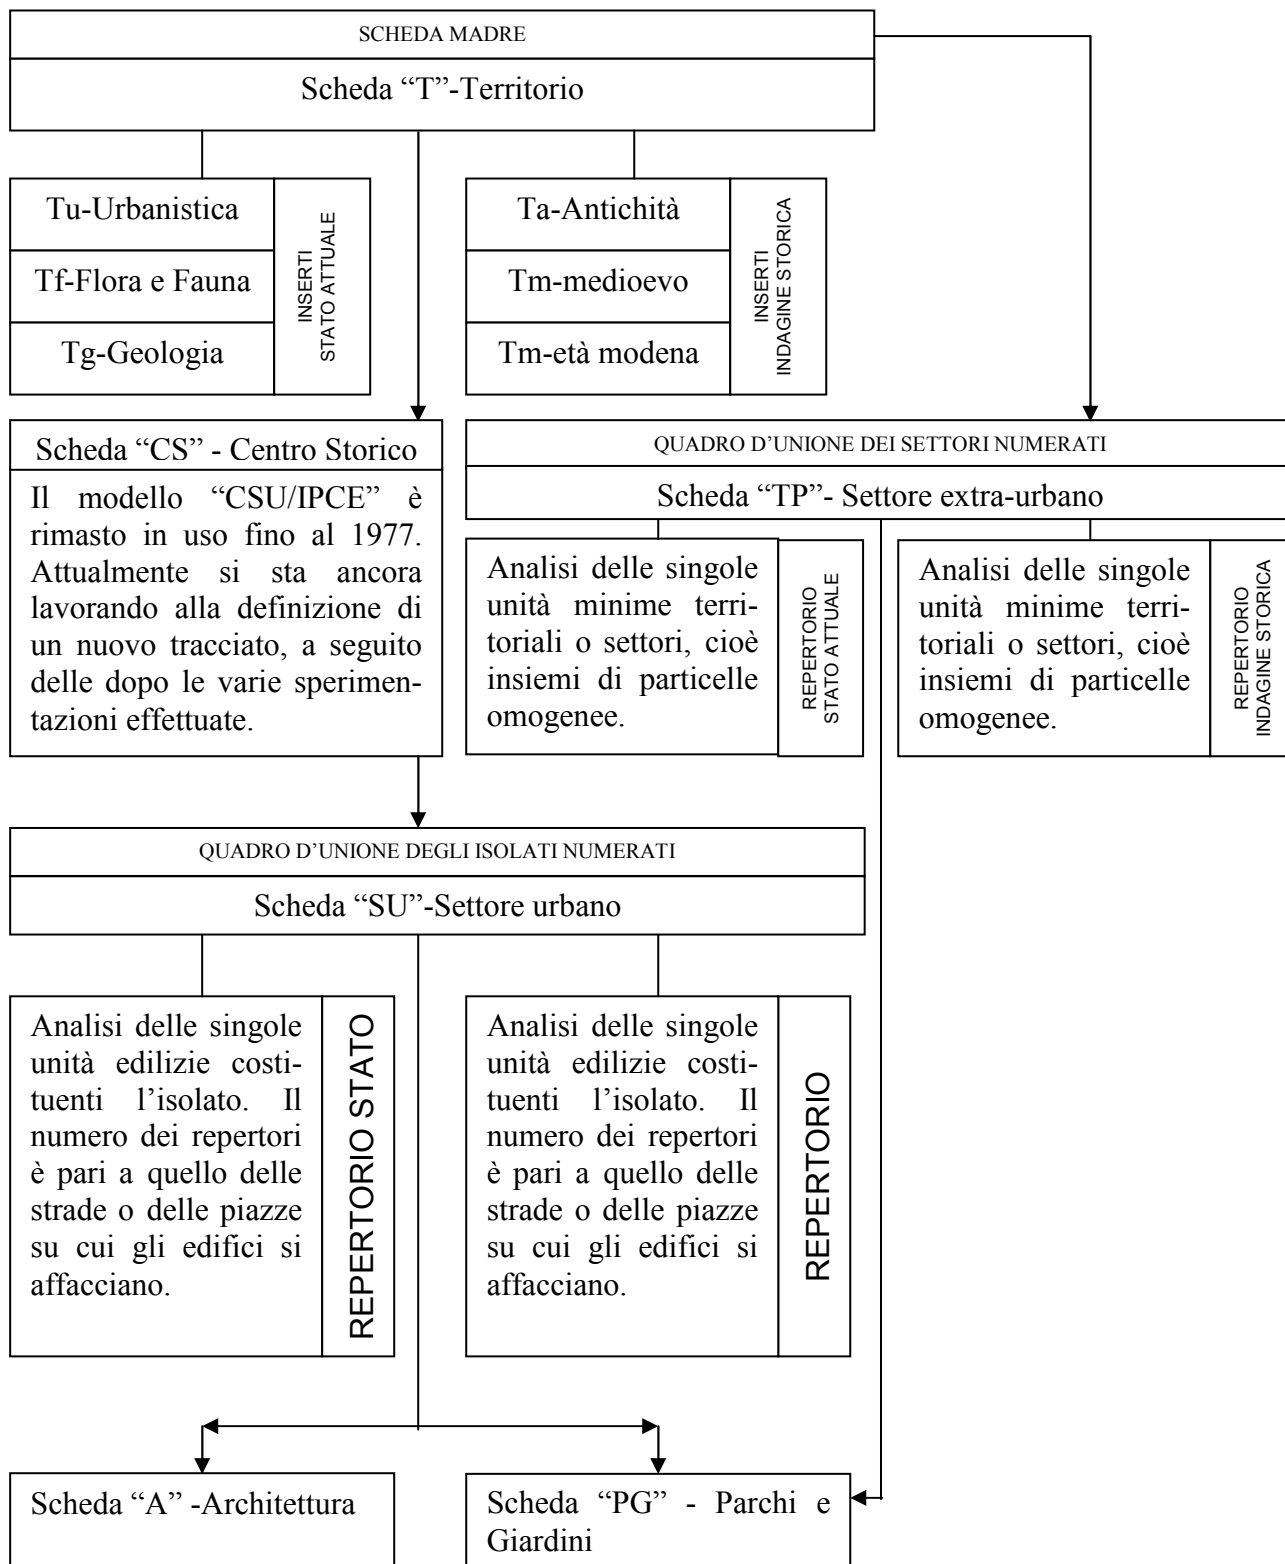 SCHEDA MADRE
Scheda “T”-Territorio
Tu-Urbanistica
Tf-Flora e Fauna
Tg-Geologia
INSERTI
STATO ATTUALE
Ta-Antichità
Tm-medioevo
Tm-età modena
INSERTI
INDAGINE STORICA
Scheda “CS” - Centro Storico
Il modello “CSU/IPCE” è
rimasto in uso fino al 1977.
Attualmente si sta ancora
lavorando alla definizione di
un nuovo tracciato, a seguito
delle dopo le varie sperimen-
tazioni effettuate.
QUADRO D’UNIONE DEI SETTORI NUMERATI
Scheda “TP”- Settore extra-urbano
Analisi delle singole
unità minime terri-
toriali o settori, cioè
insiemi di particelle
omogenee.
REPERTORIO
STATO ATTUALE
Analisi delle singole
unità minime terri-
toriali o settori, cioè
insiemi di particelle
omogenee.
REPERTORIO
INDAGINE STORICA
QUADRO D’UNIONE DEGLI ISOLATI NUMERATI
Scheda “SU”-Settore urbano
Analisi delle singole
unità edilizie costi-
tuenti l’isolato. Il
numero dei repertori
è pari a quello delle
strade o delle piazze
su cui gli edifici si
affacciano.
REPERTORIO STATO
Analisi delle singole
unità edilizie costi-
tuenti l’isolato. Il
numero dei repertori
è pari a quello delle
strade o delle piazze
su cui gli edifici si
affacciano.
REPERTORIO
Scheda “A” -Architettura
Scheda “PG” - Parchi e
Giardini